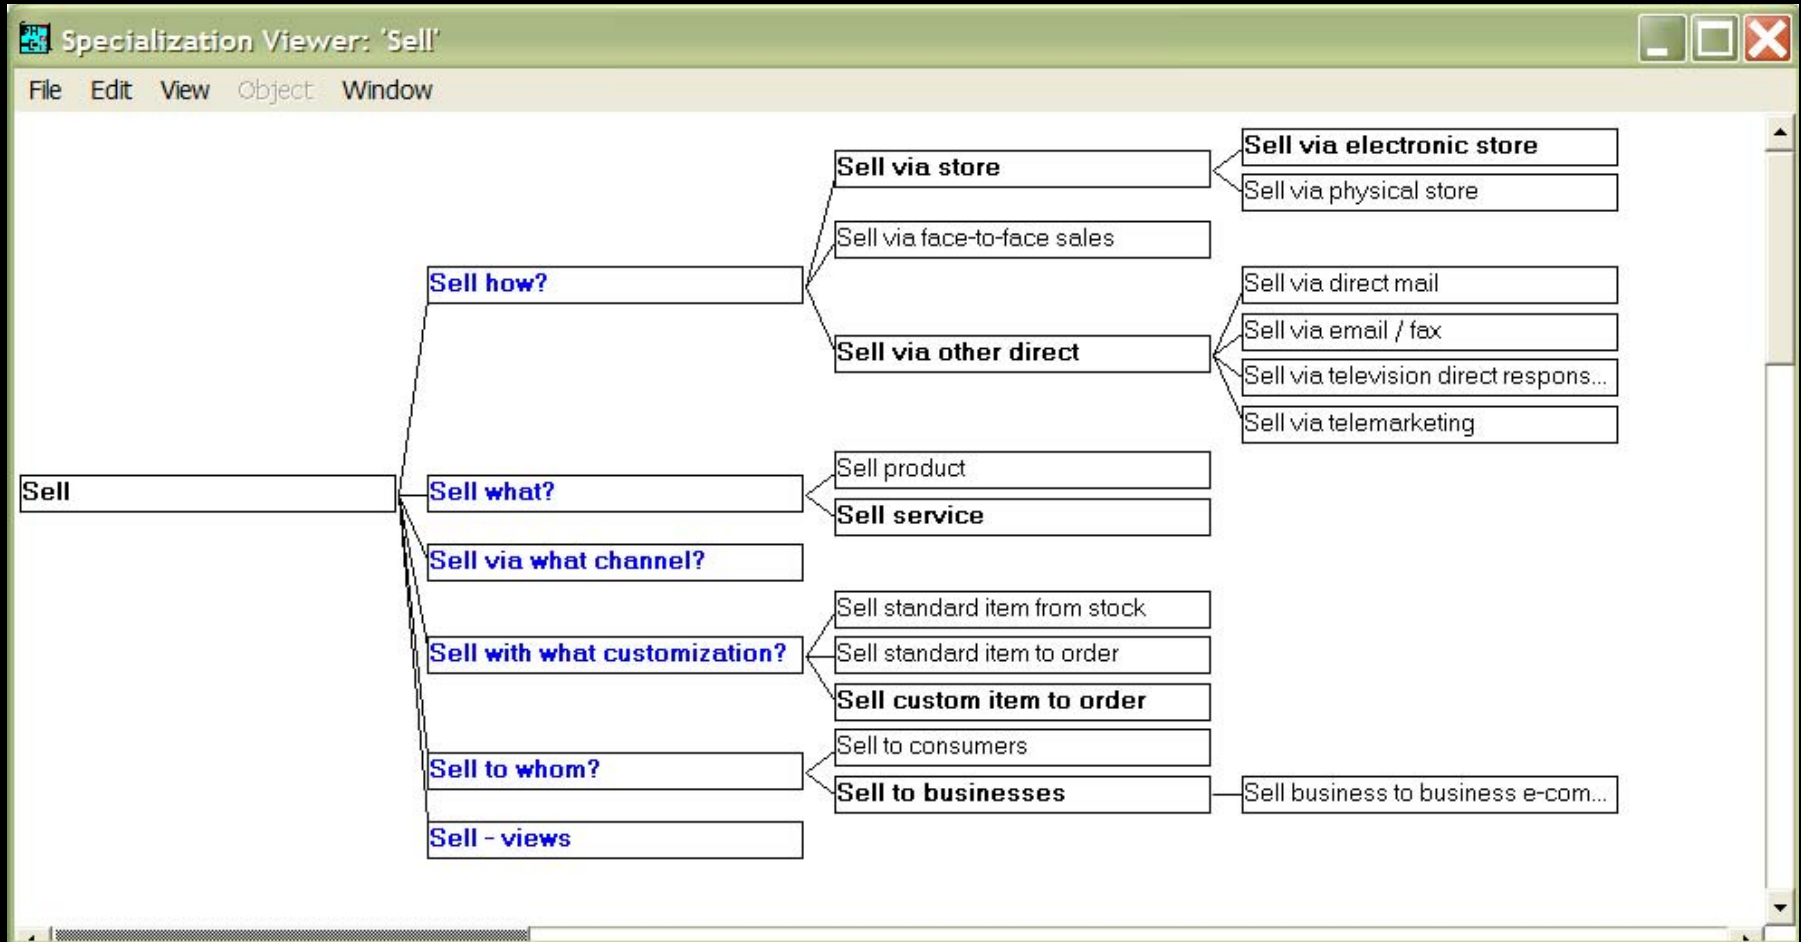 Specialization Viewer: 'Sell'
File Edit View Object Window
Sell
Sell how?
Sell via store
Sell via electronic store
Sell via physical store
Sell via face-to-face sales
Sell via other direct
Sell via direct mail
Sell via email / fax
Sell via television direct respons...
Sell via telemarketing
Sell what?
Sell product
Sell service
Sell via what channel?
Sell with what customization?
Sell standard item from stock
Sell standard item to order
Sell custom item to order
Sell to whom?
Sell to consumers
Sell to businesses
Sell business to business e-com...
Sell - views